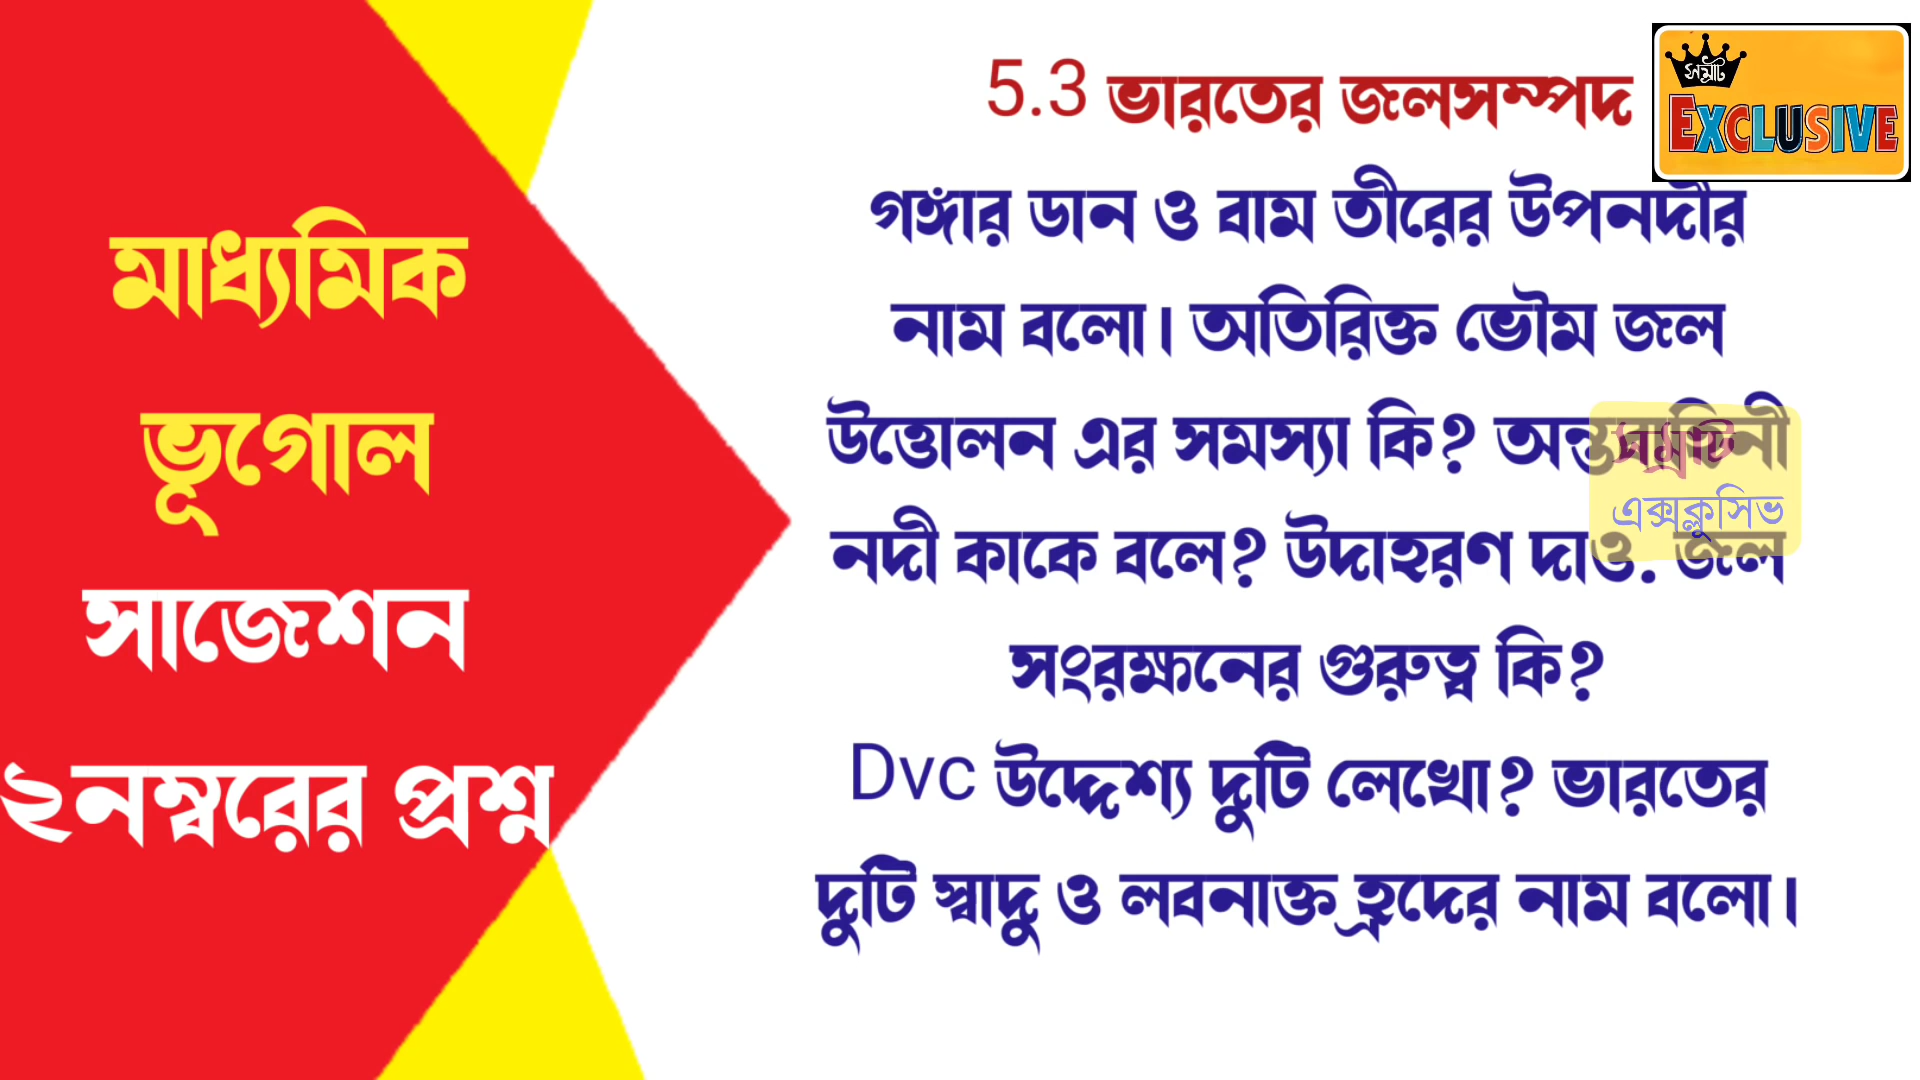 মাধ্যমিক
ভূগোল
সাজেশন
২নম্বরের প্রশ্ন
5.3 ভারতের জলসম্পদ
গঙ্গার ডান ও বাম তীরের উপনদীর
নাম বলো। অতিরিক্ত ভৌম জল
উত্তোলন এর সমস্যা কি?
নদী কাকে বলে? উদাহরণ দাও. জল
সংরক্ষনের গুরুত্ব কি?
Dvc উদ্দেশ্য দুটি লেখো? ভারতের
দুটি স্বাদু ও লবনাক্ত হ্রদের নাম বলো।
সম্রাট
EXCLUSIVE
সম্রাট
এক্সক্লুসিভ